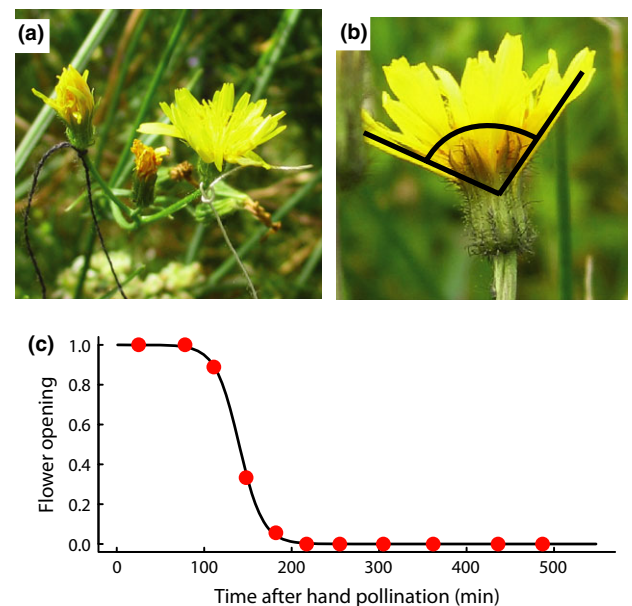 (a)
(b)
(c)
1.0
0.8
0.6
0.4
0.2
0.0
Flower opening
0 100 200 300 400 500
Time after hand pollination (min)